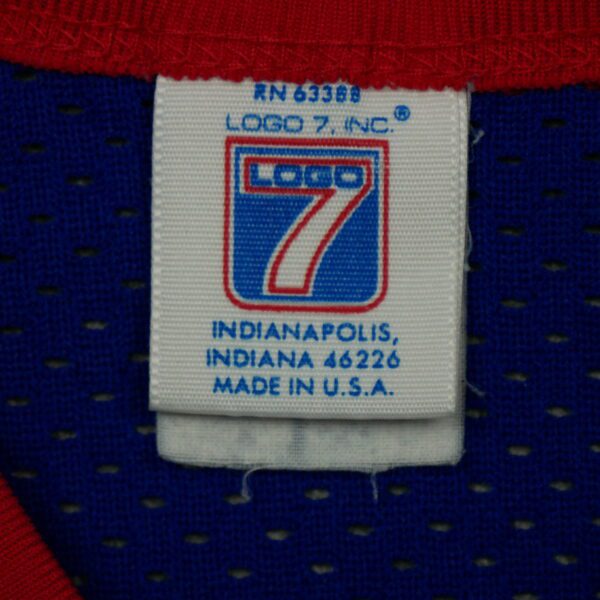 RN 63388
LOGO 7, INC.®
LOGO
7
INDIANAPOLIS,
INDIANA 46226
MADE IN U.S.A.